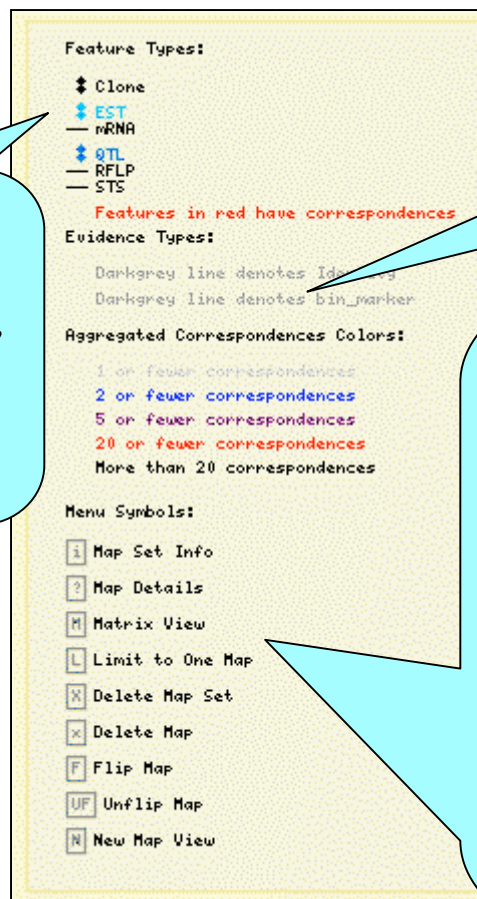 Feature Types:
Clone
EST
mRNA
QTL
RFLP
STS
Features in red have correspondences
Evidence Types:
Darkgrey line denotes
Darkgrey line denotes bin_marker
Aggregated Correspondences Colors:
1 or fewer correspondences
2 or fewer correspondences
5 or fewer correspondences
20 or fewer correspondences
More than 20 correspondences
Menu Symbols:
i Map Set Info
? Map Details
M Matrix View
L Limit to One Map
X Delete Map Set
x Delete Map
F Flip Map
UF Unflip Map
N New Map View